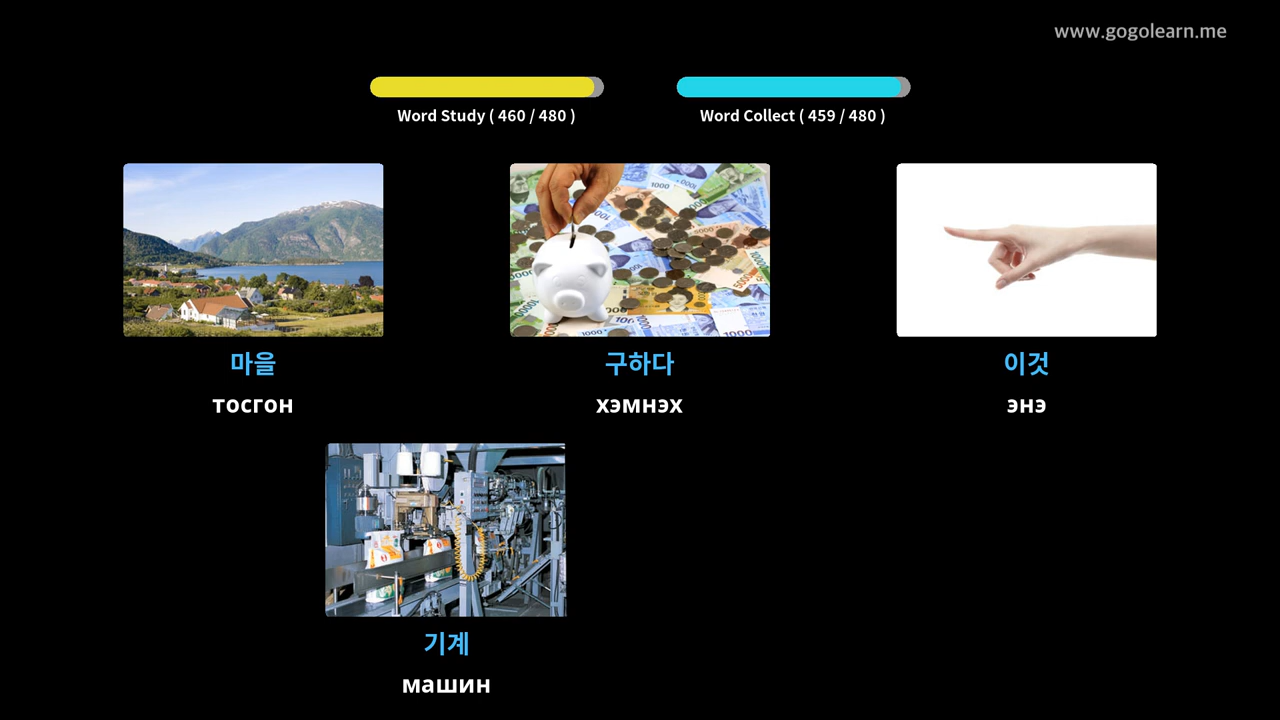 www.gogolearn.me
Word Study ( 460 / 480 )
Word Collect ( 459 / 480 )
마을
тосгон
구하다
хэмнэх
이것
энэ
기계
машин